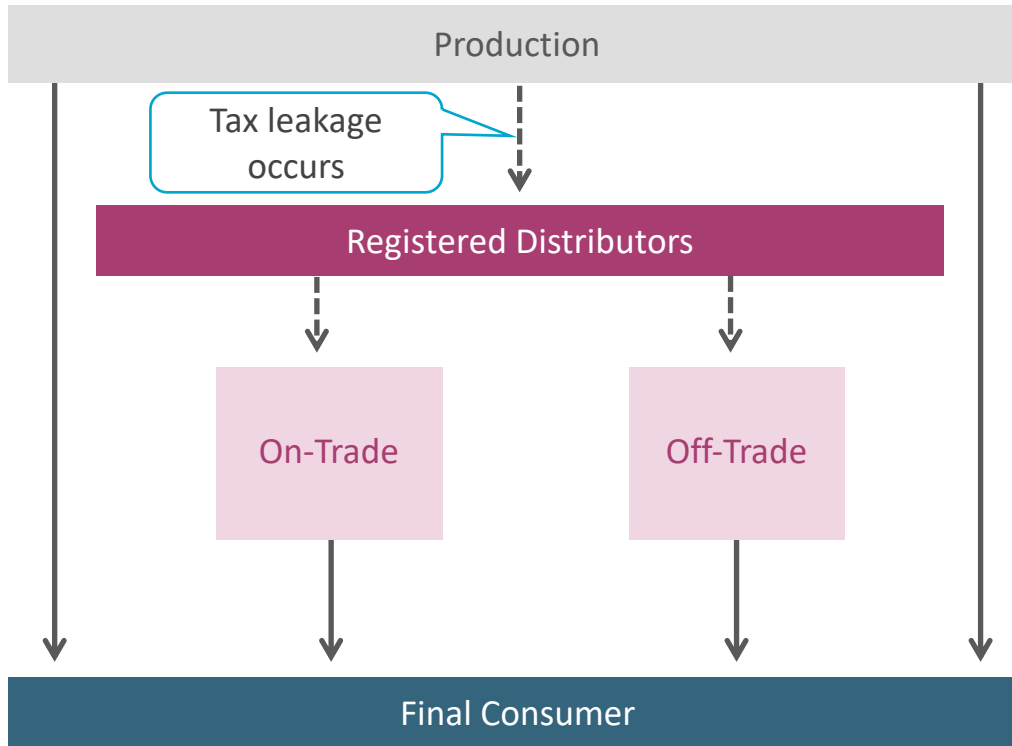 Production
Tax leakage
occurs
Registered Distributors
On-Trade
Off-Trade
Final Consumer